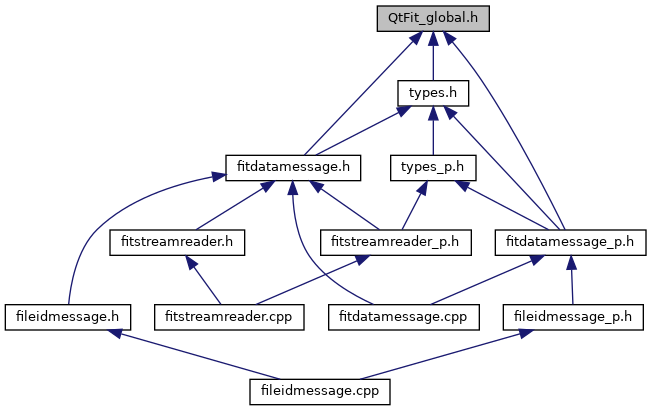 QtFit_global.h
types.h
fitdatamessage.h
types_p.h
fitstreamreader.h
fitstreamreader_p.h
fitdatamessage_p.h
fileidmessage.h
fitstreamreader.cpp
fitdatamessage.cpp
fileidmessage_p.h
fileidmessage.cpp